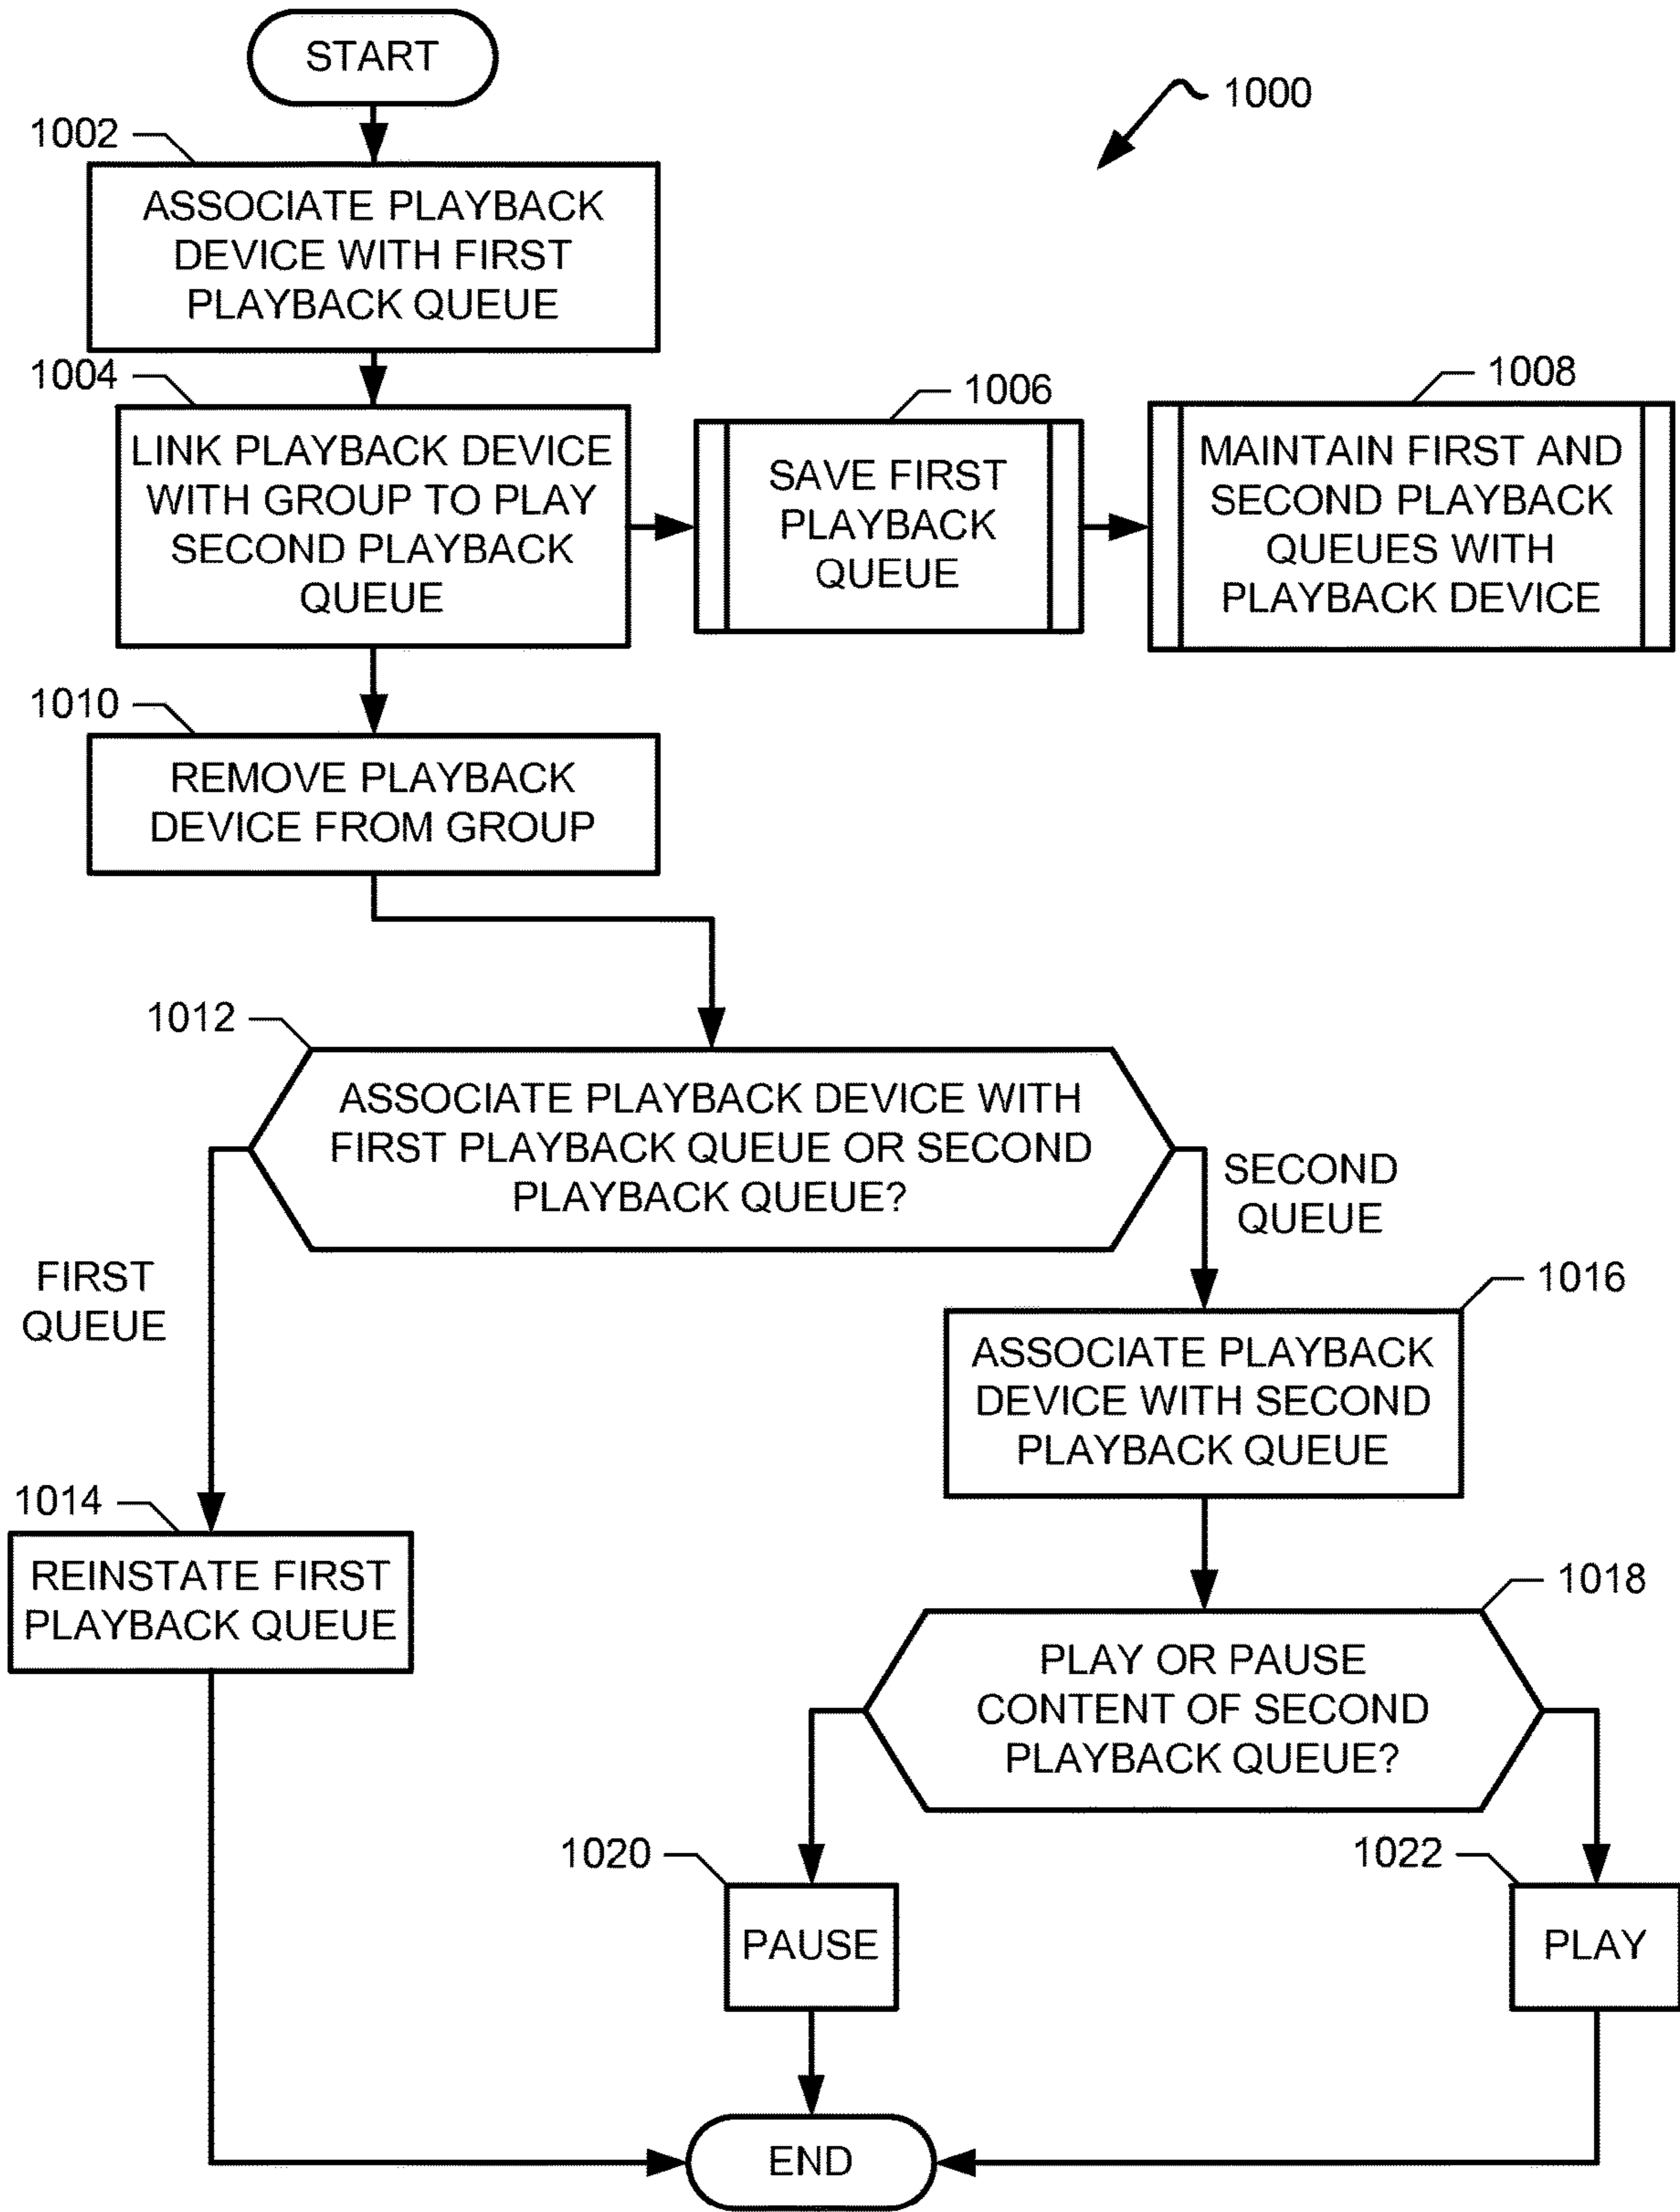 START
1000
1002
ASSOCIATE PLAYBACK
DEVICE WITH FIRST
PLAYBACK QUEUE
1004
LINK PLAYBACK DEVICE
WITH GROUP TO PLAY
SECOND PLAYBACK
QUEUE
1006
SAVE FIRST
PLAYBACK
QUEUE
1008
MAINTAIN FIRST AND
SECOND PLAYBACK
QUEUES WITH
PLAYBACK DEVICE
1010
REMOVE PLAYBACK
DEVICE FROM GROUP
1012
ASSOCIATE PLAYBACK DEVICE WITH
FIRST PLAYBACK QUEUE OR SECOND
PLAYBACK QUEUE?
FIRST
QUEUE
SECOND
QUEUE
1014
REINSTATE FIRST
PLAYBACK QUEUE
1016
ASSOCIATE PLAYBACK
DEVICE WITH SECOND
PLAYBACK QUEUE
1018
PLAY OR PAUSE
CONTENT OF SECOND
PLAYBACK QUEUE?
1020
PAUSE
1022
PLAY
END